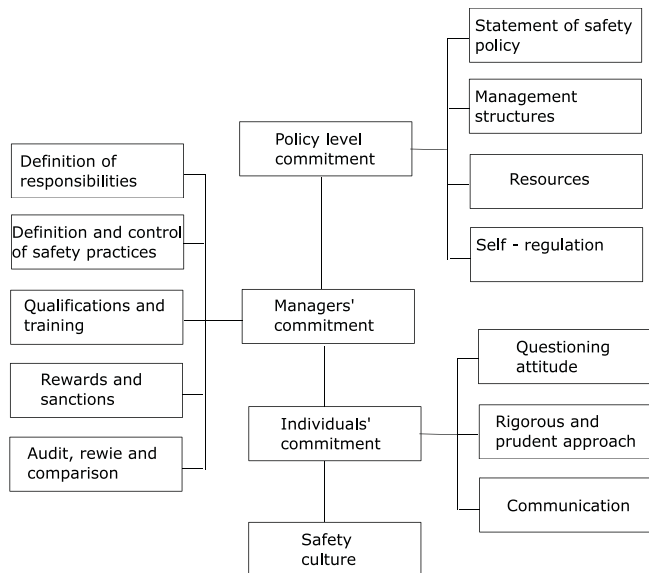 Statement of safety
policy
Management
structures
Policy level
commitment
Resources
Self - regulation
Definition of
responsibilities
Definition and control
of safety practices
Qualifications and
training
Managers'
commitment
Rewards and
sanctions
Audit, rewie and
comparison
Individuals'
commitment
Questioning
attitude
Rigorous and
prudent approach
Communication
Safety
culture